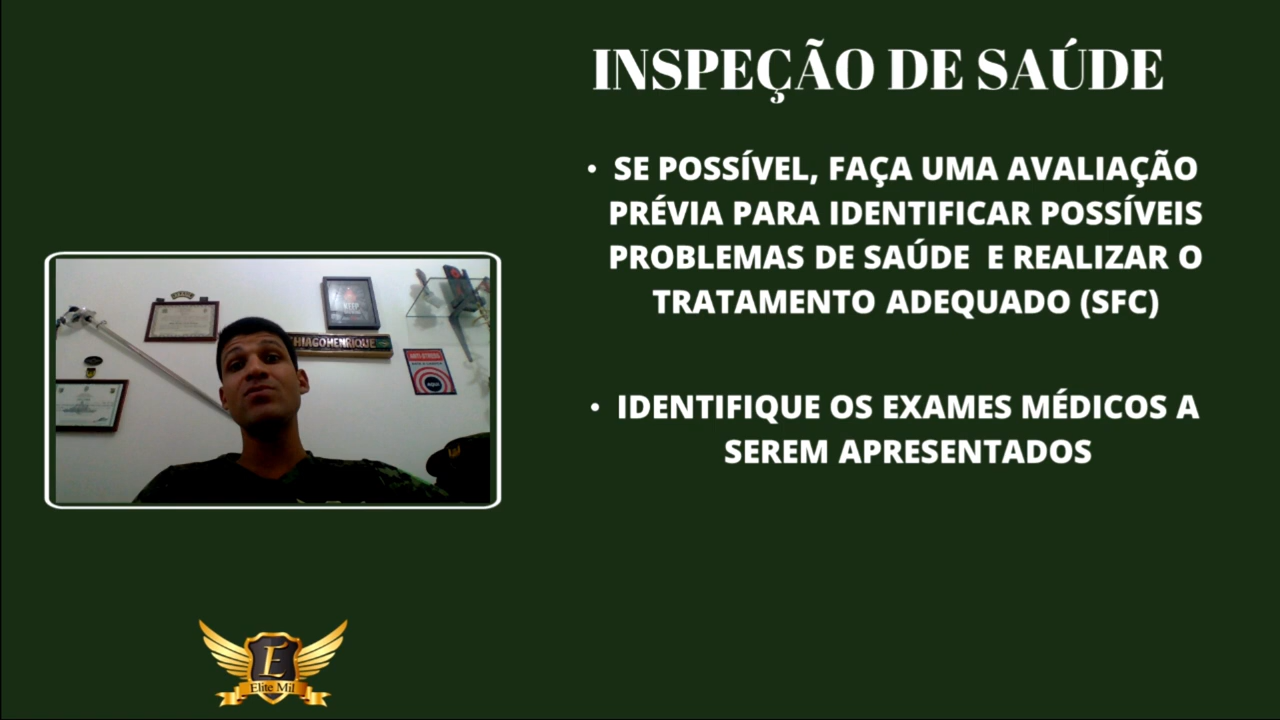 INSPEÇÃO DE SAÚDE
• SE POSSÍVEL, FAÇA UMA AVALIAÇÃO
PRÉVIA PARA IDENTIFICAR POSSÍVEIS
PROBLEMAS DE SAÚDE E REALIZAR O
TRATAMENTO ADEQUADO (SFC)
• IDENTIFIQUE OS EXAMES MÉDICOS A
SEREM APRESENTADOS
HIAGOHENRIQUE
E
Elite Mil